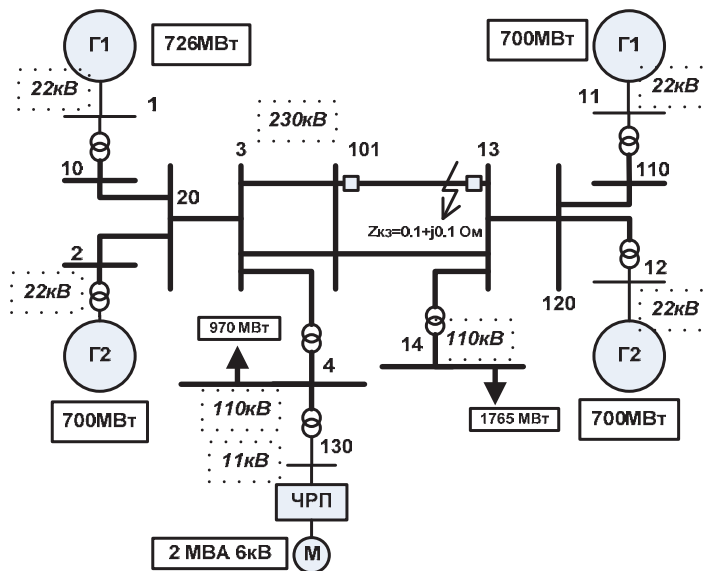 Г1
726МВт
700МВт
Г1
22кВ
22кВ
1
11
230кВ
3
101
13
10
110
20
Zкз=0.1+j0.1 Ом
2
12
22кВ
22кВ
120
970 МВт
110кВ
Г2
14
Г2
4
700МВт
110кВ
1765 МВт
700МВт
130
11кВ
ЧРП
2 МВА 6кВ
М